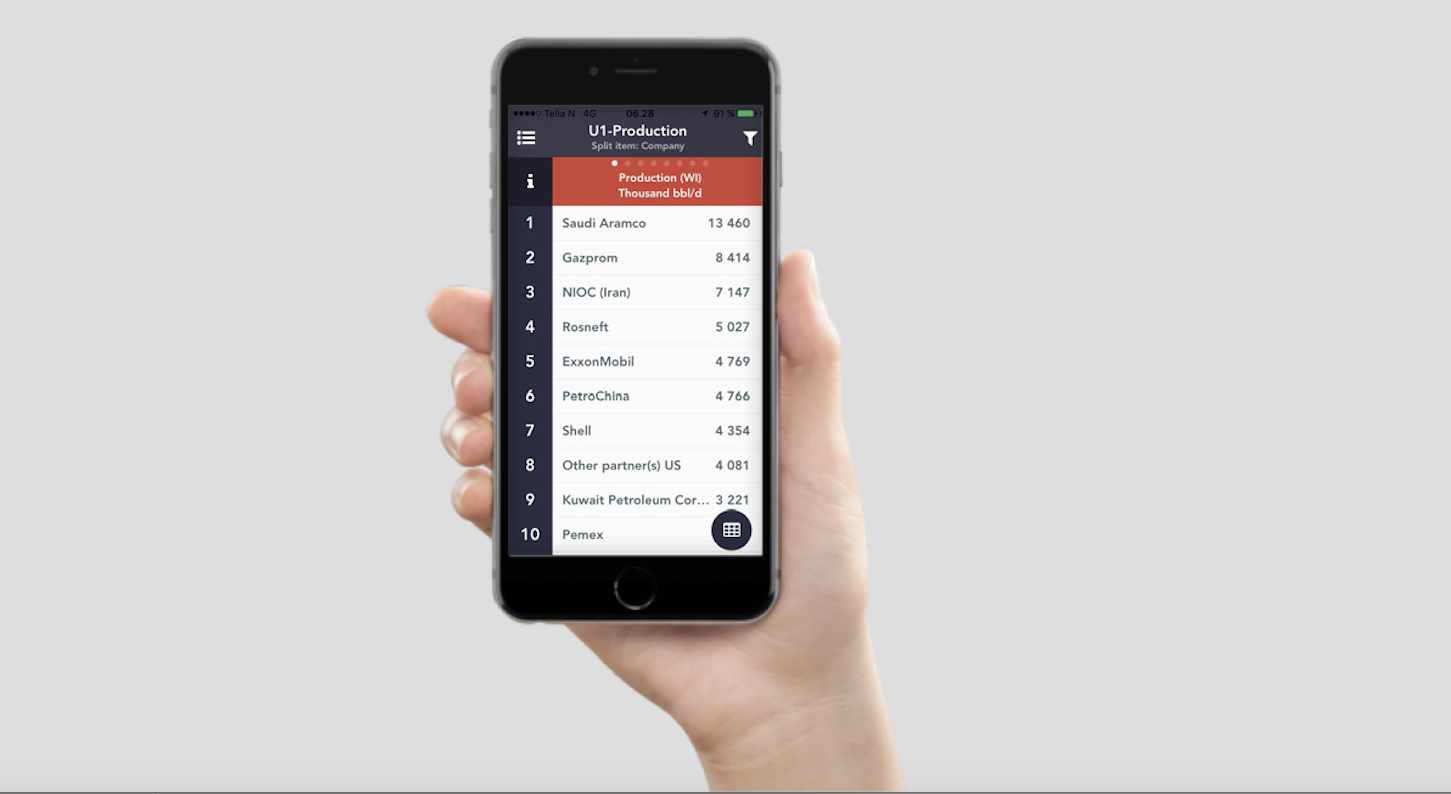 Telia N 4G 06.28 91 %
U1-Production
Split item: Company
i
Production (WI)
Thousand bbl/d
1 Saudi Aramco 13 460
2 Gazprom 8 414
3 NIOC (Iran) 7 147
4 Rosneft 5 027
5 ExxonMobil 4 769
6 PetroChina 4 766
7 Shell 4 354
8 Other partner(s) US 4 081
9 Kuwait Petroleum Cor... 3 221
10 Pemex